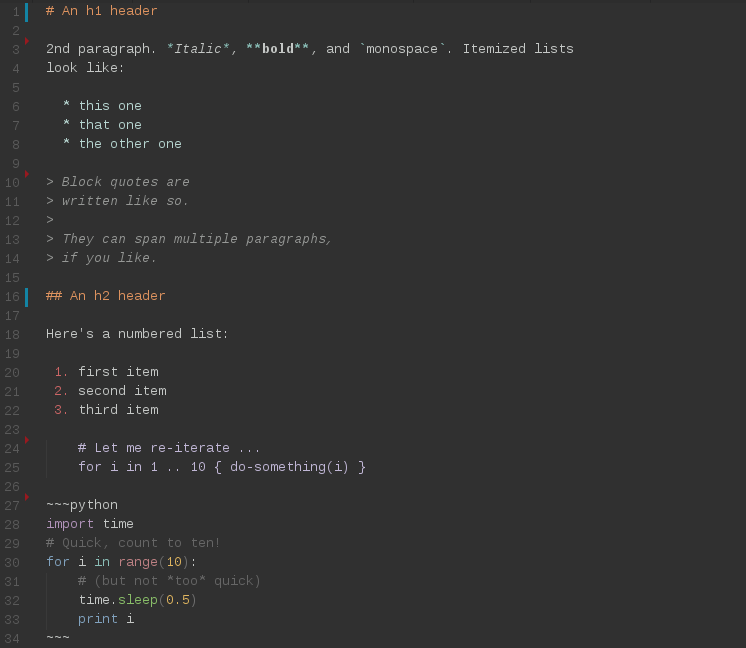 1 # An h1 header
2
3 2nd paragraph. *Italic*, **bold**, and `monospace`. Itemized lists
4 look like:
5
6   * this one
7   * that one
8   * the other one
9
10 > Block quotes are
11 > written like so.
12 >
13 > They can span multiple paragraphs,
14 > if you like.
15
16 ## An h2 header
17
18 Here's a numbered list:
19
20  1. first item
21  2. second item
22  3. third item
23
24     # Let me re-iterate ...
25     for i in 1 .. 10 { do-something(i) }
26
27 ~~~python
28 import time
29 # Quick, count to ten!
30 for i in range(10):
31     # (but not *too* quick)
32     time.sleep(0.5)
33     print i
34 ~~~